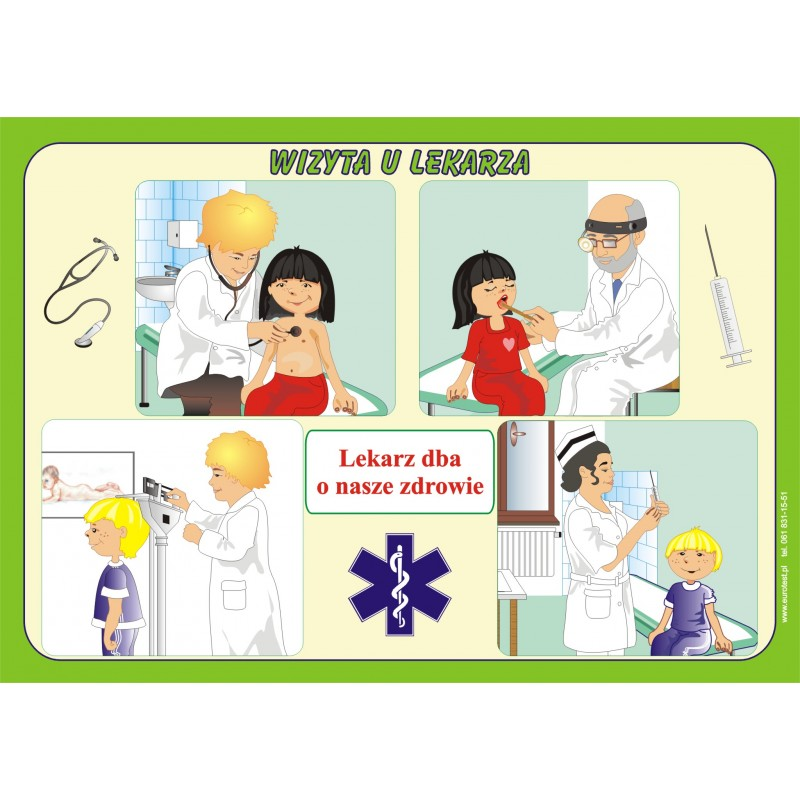 WIZYTA U LEKARZA
Lekarz dba
o nasze zdrowie
www.eurotest.pl tel. 061 831-15-51